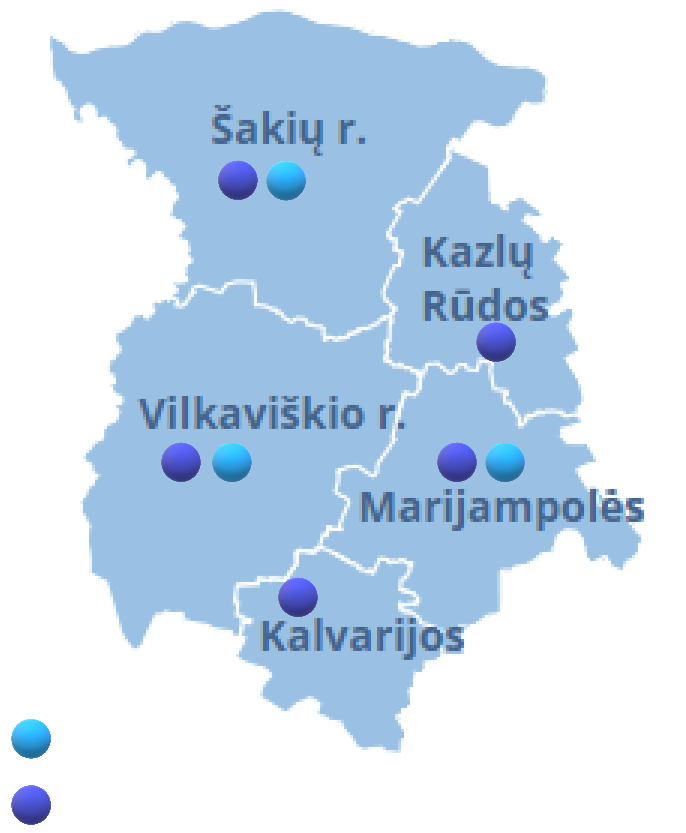 Šakių r.
Kazlų
Rūdos
Vilkaviškio r.
Marijampolės
Kalvarijos